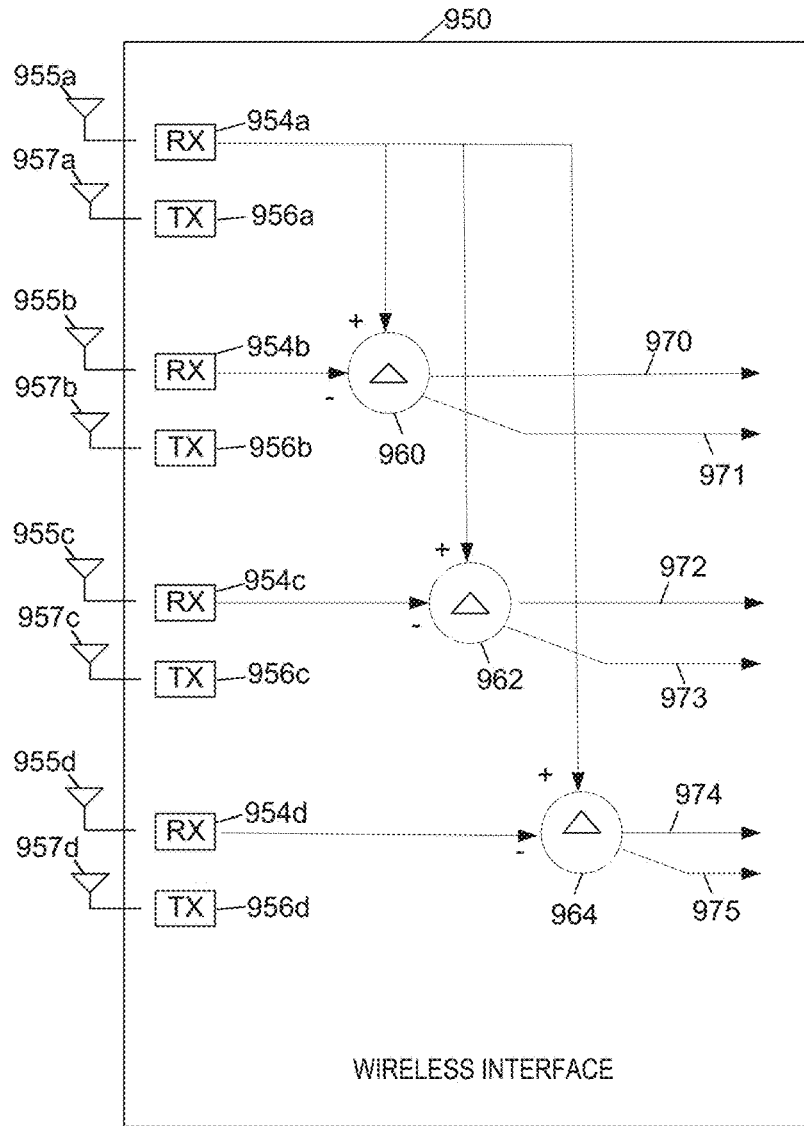 950
955a
RX
954a
957a
TX
956a
955b
+
970
RX
954b
-
957b
TX
956b
960
971
955c
+
972
RX
954c
-
957c
TX
956c
962
973
955d
+
974
RX
954d
-
957d
TX
956d
964
975
WIRELESS INTERFACE